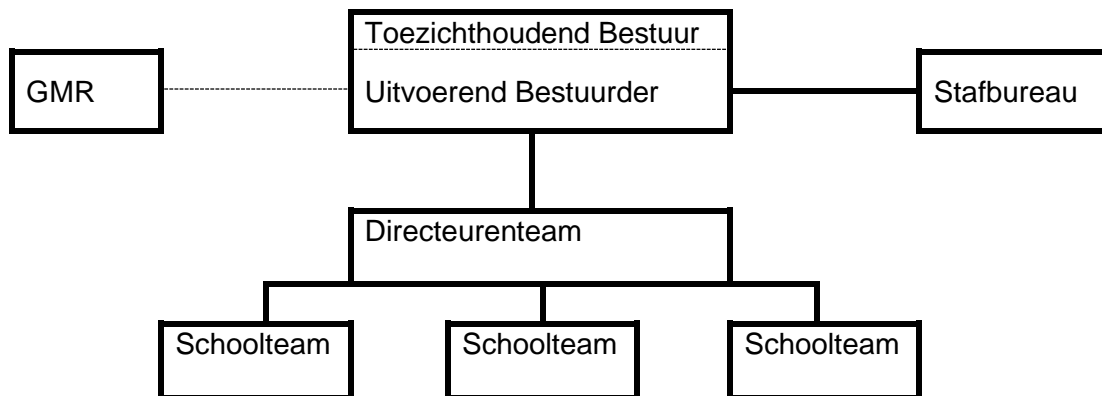 Toezichthoudend Bestuur
GMR
Uitvoerend Bestuurder
Stafbureau
Directeurenteam
Schoolteam
Schoolteam
Schoolteam